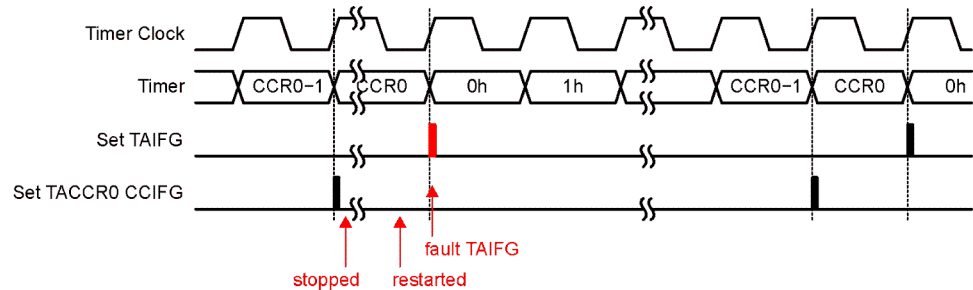 Timer Clock
Timer CCR0−1 CCR0 0h 1h CCR0−1 CCR0 0h
Set TAIFG
Set TACCR0 CCIFG
fault TAIFG
stopped restarted